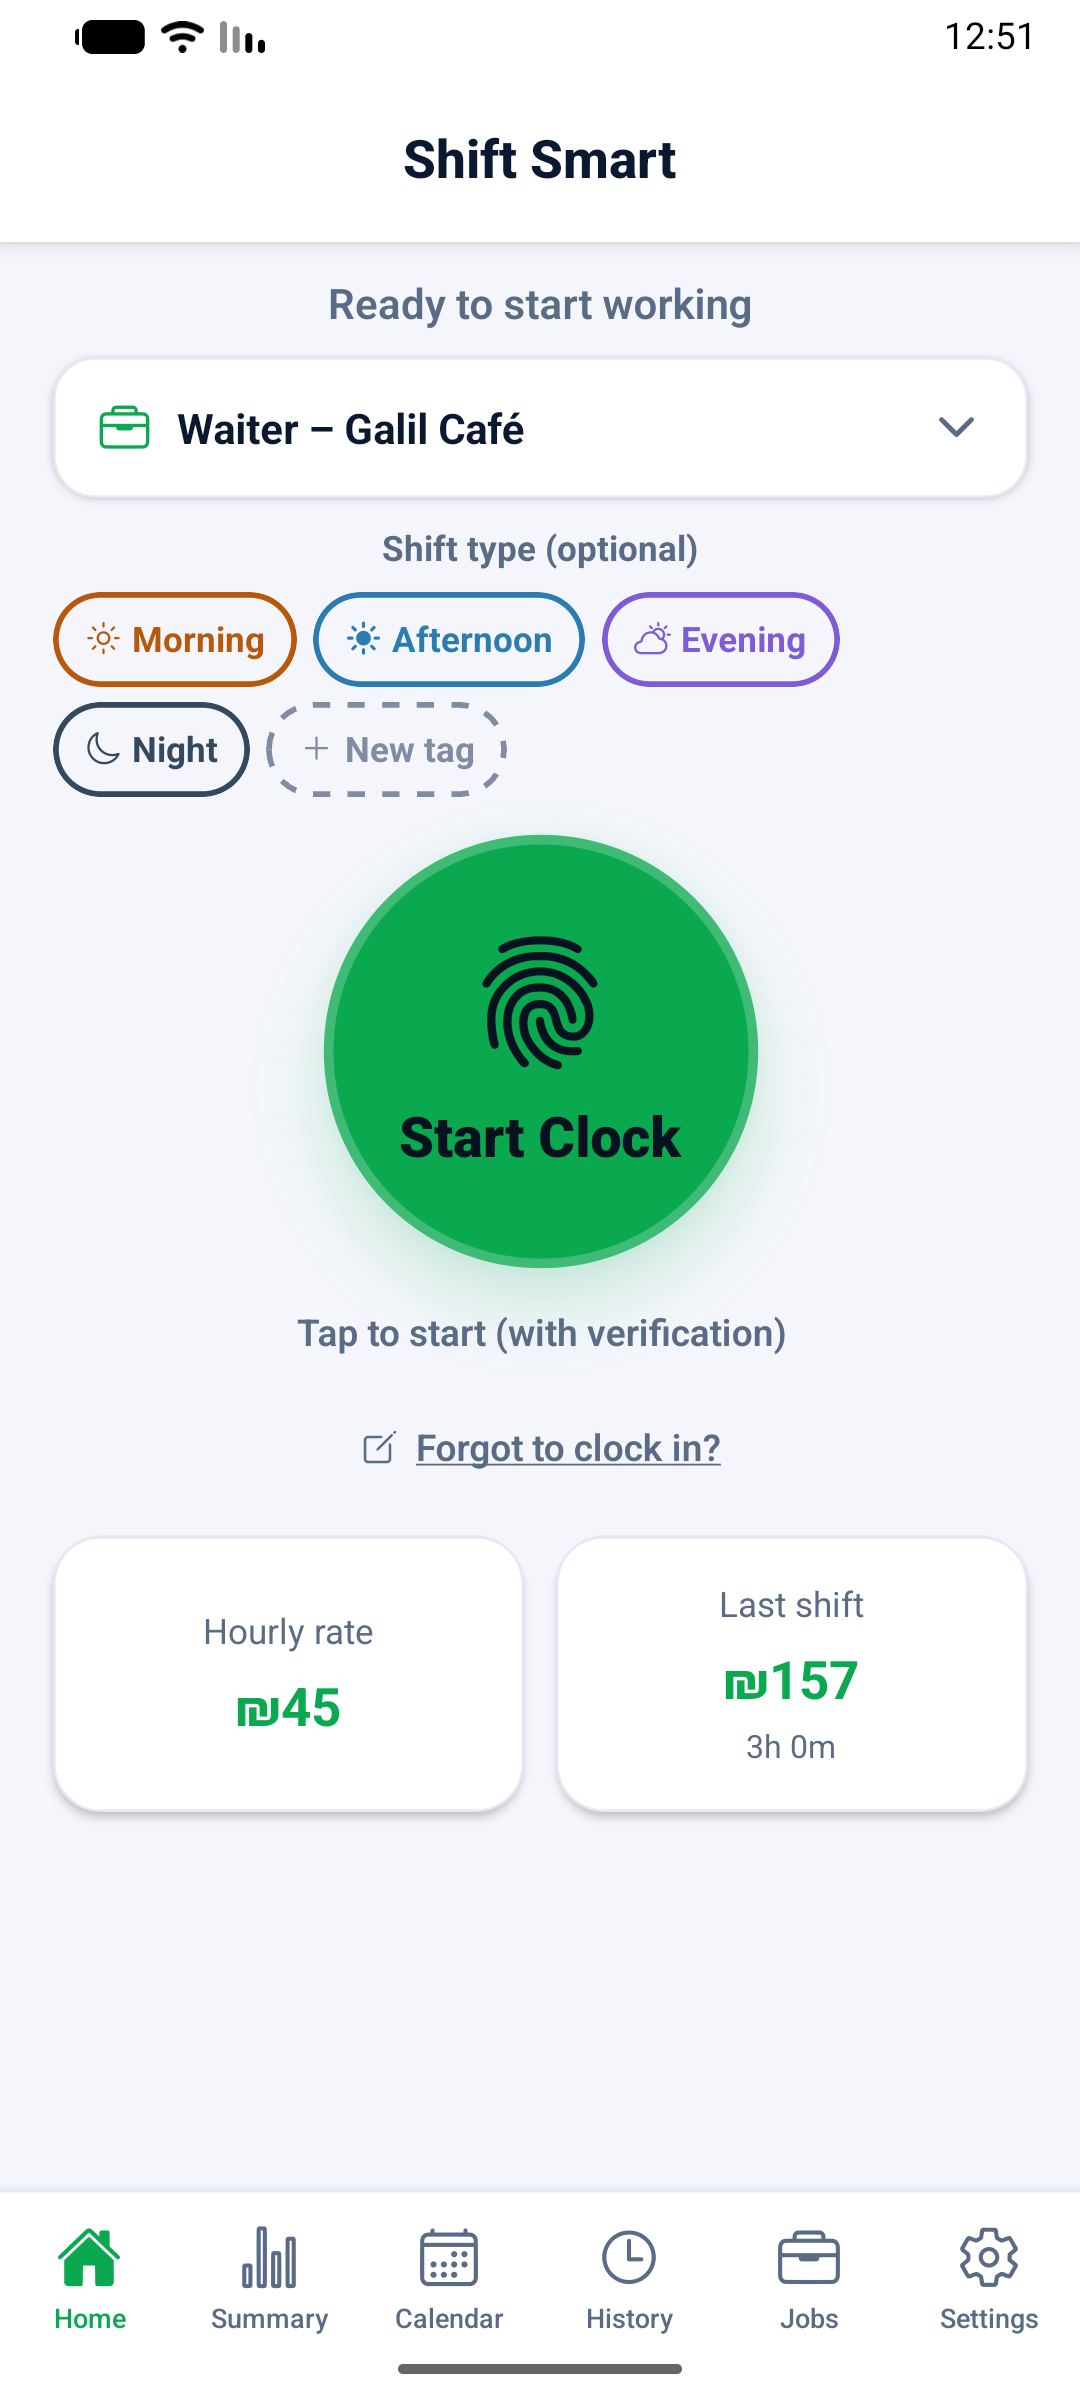 12:51
Shift Smart
Ready to start working
Waiter – Galil Café
Shift type (optional)
Morning
Afternoon
Evening
Night
+ New tag
Start Clock
Tap to start (with verification)
Forgot to clock in?
Hourly rate
₪45
Last shift
₪157
3h 0m
Home
Summary
Calendar
History
Jobs
Settings